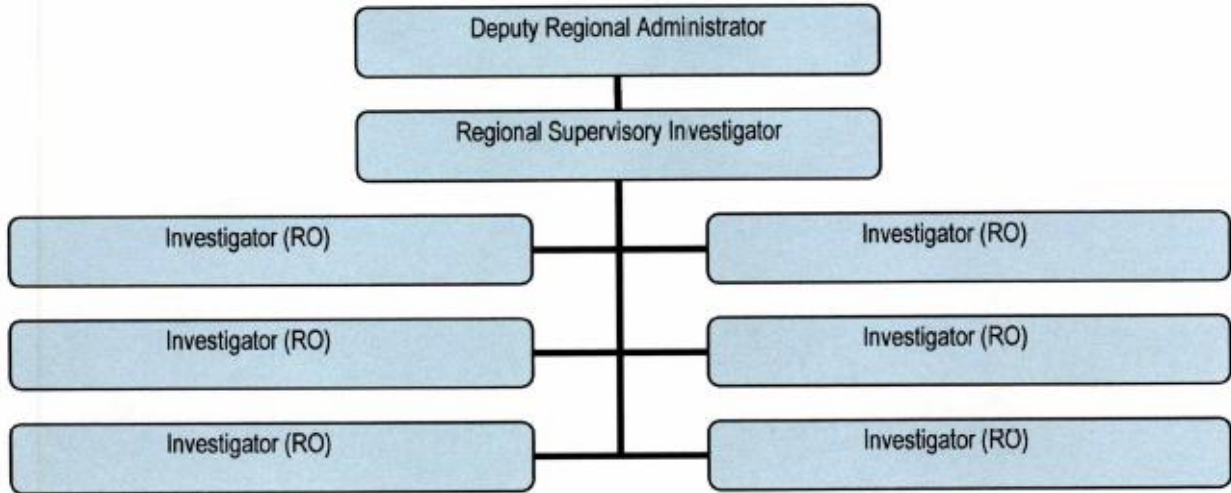 Deputy Regional Administrator
Regional Supervisory Investigator
Investigator (RO)
Investigator (RO)
Investigator (RO)
Investigator (RO)
Investigator (RO)
Investigator (RO)